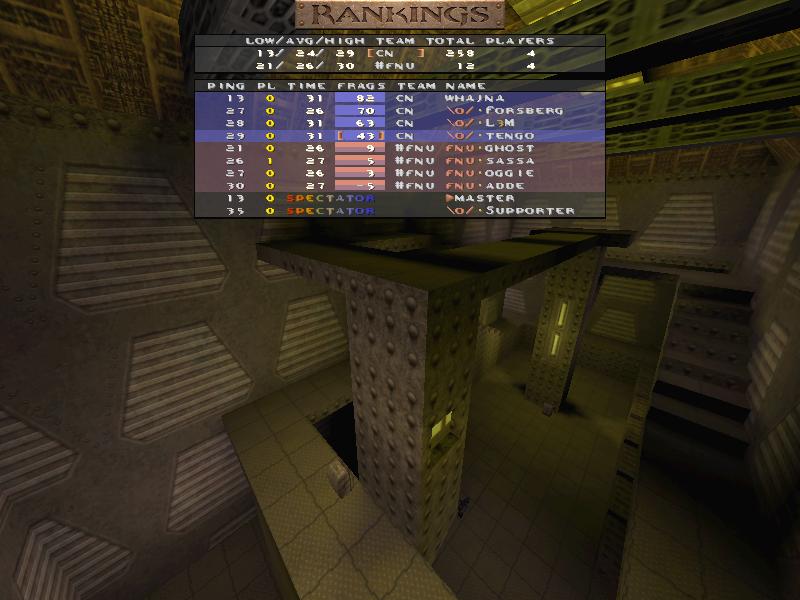 RANKINGS
LOW/AVG/HIGH TEAM TOTAL PLAYERS
13/ 24/ 29 [CN ] 258 4
21/ 26/ 30 #FNU 12 4
PING PL TIME FRAGS TEAM NAME
13 0 31 82 CN WHAJNA
27 0 26 70 CN \O/·FORSBERG
28 0 31 63 CN \O/·L3M
29 0 31 [ 43] CN \O/·TENGO
21 0 26 9 #FNU FNU·GHOST
26 1 27 5 #FNU FNU·SASSA
27 0 26 3 #FNU FNU·OGGIE
30 0 27 -5 #FNU FNU·ADDE
13 0 SPECTATOR ▶MASTER
35 0 SPECTATOR \O/·SUPPORTER